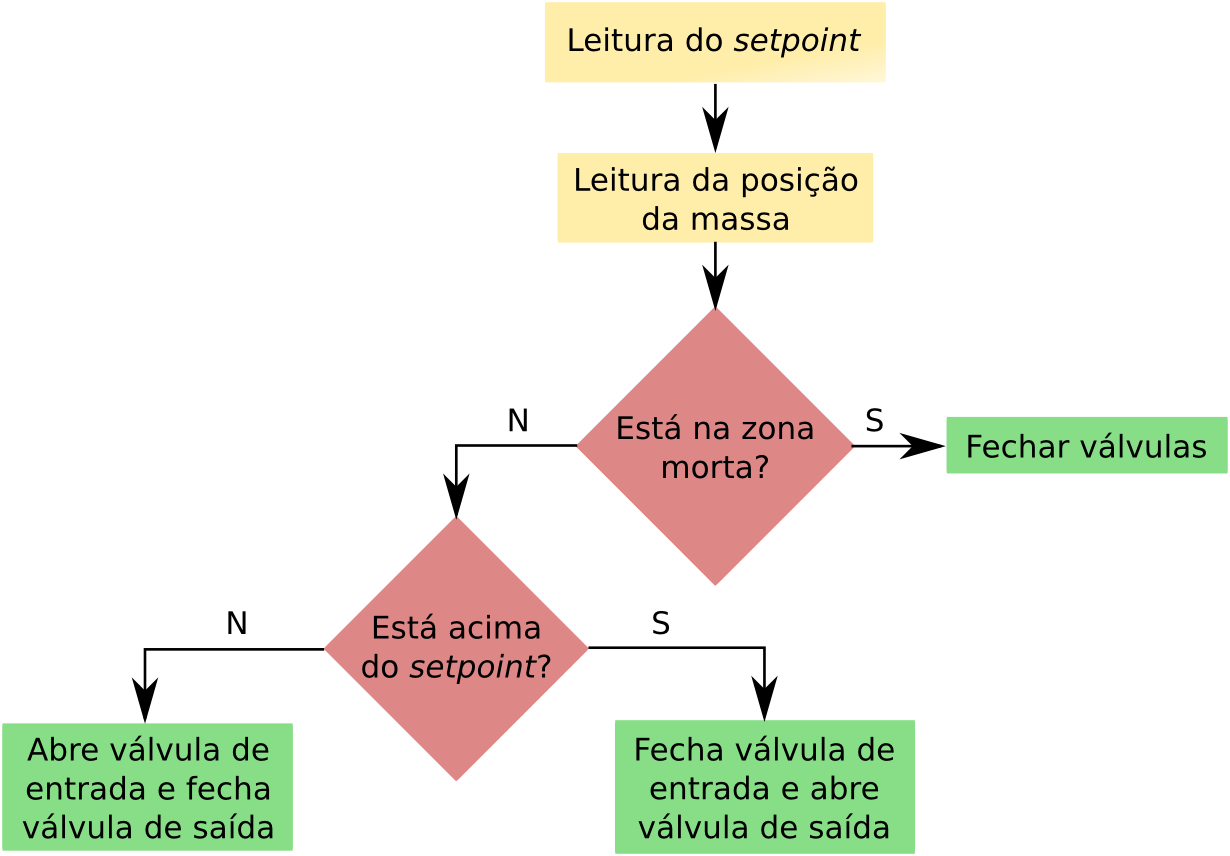 Leitura do setpoint
Leitura da posição
da massa
Está na zona
morta?
N
S
Fechar válvulas
Está acima
do setpoint?
N
S
Abre válvula de
entrada e fecha
válvula de saída
Fecha válvula de
entrada e abre
válvula de saída